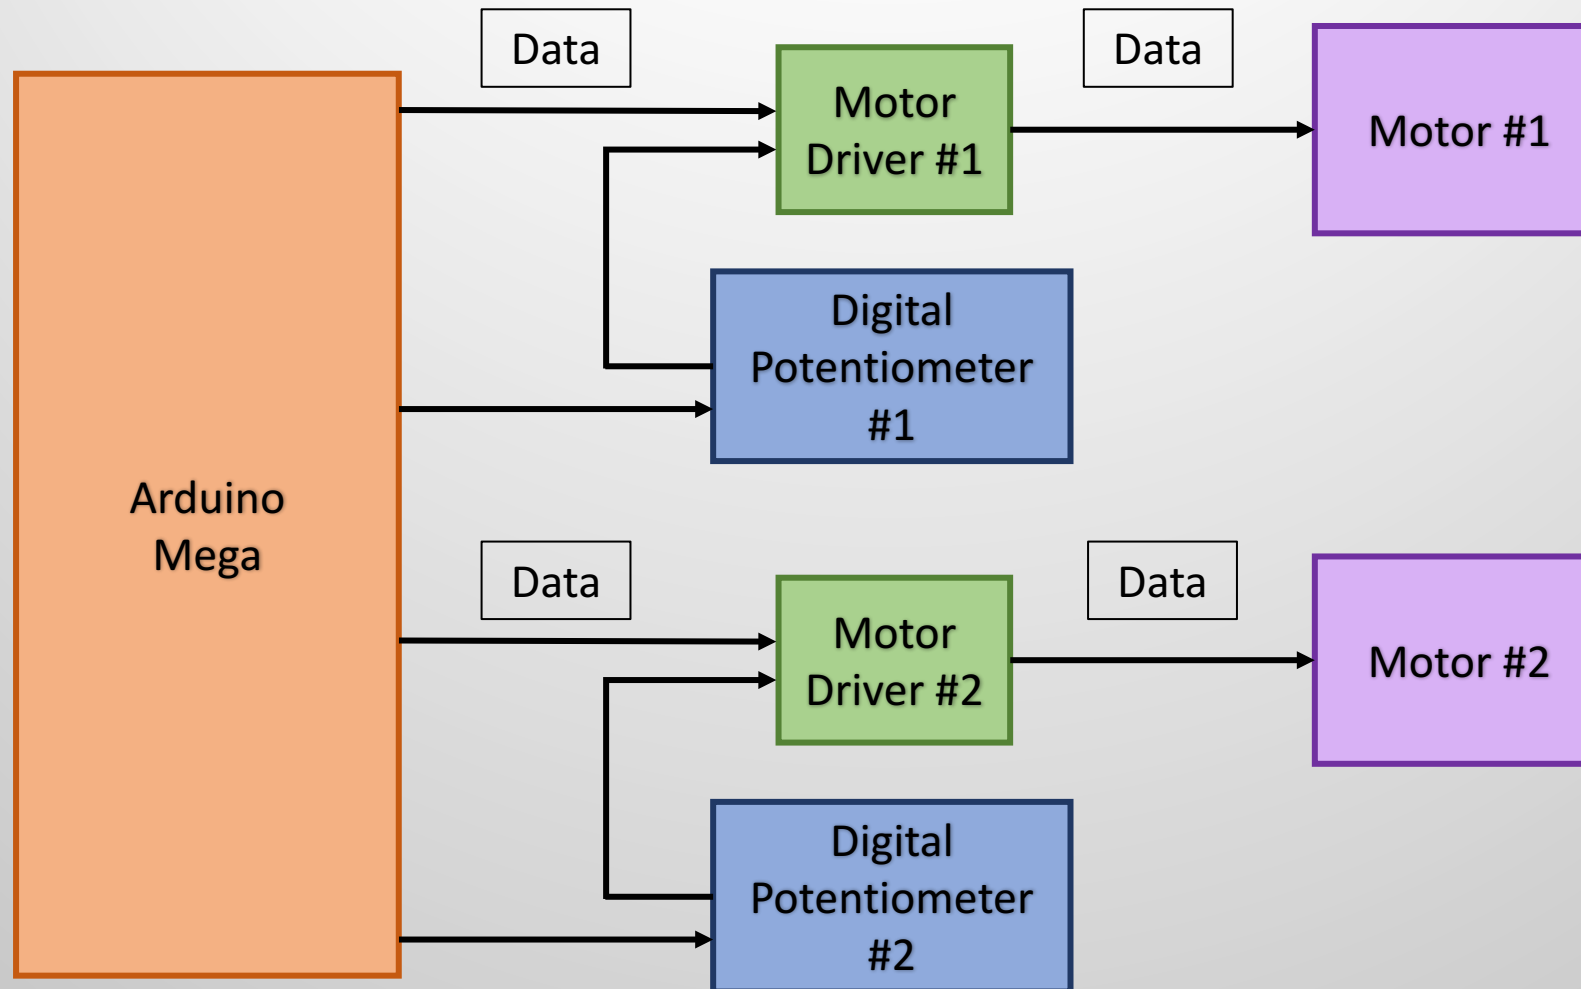 Data
Data
Motor
Driver #1
Motor #1
Digital
Potentiometer
#1
Arduino
Mega
Data
Data
Motor
Driver #2
Motor #2
Digital
Potentiometer
#2